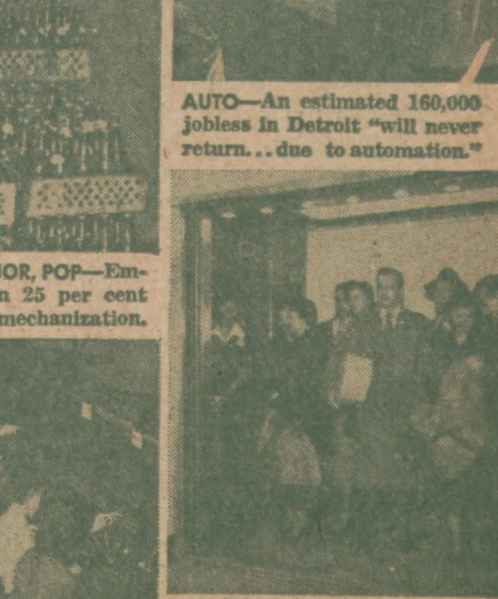 AUTO—An estimated 160,000
jobless in Detroit “will never
return...due to automation.”
UOR, POP—Em-
n 25 per cent
mechanization.